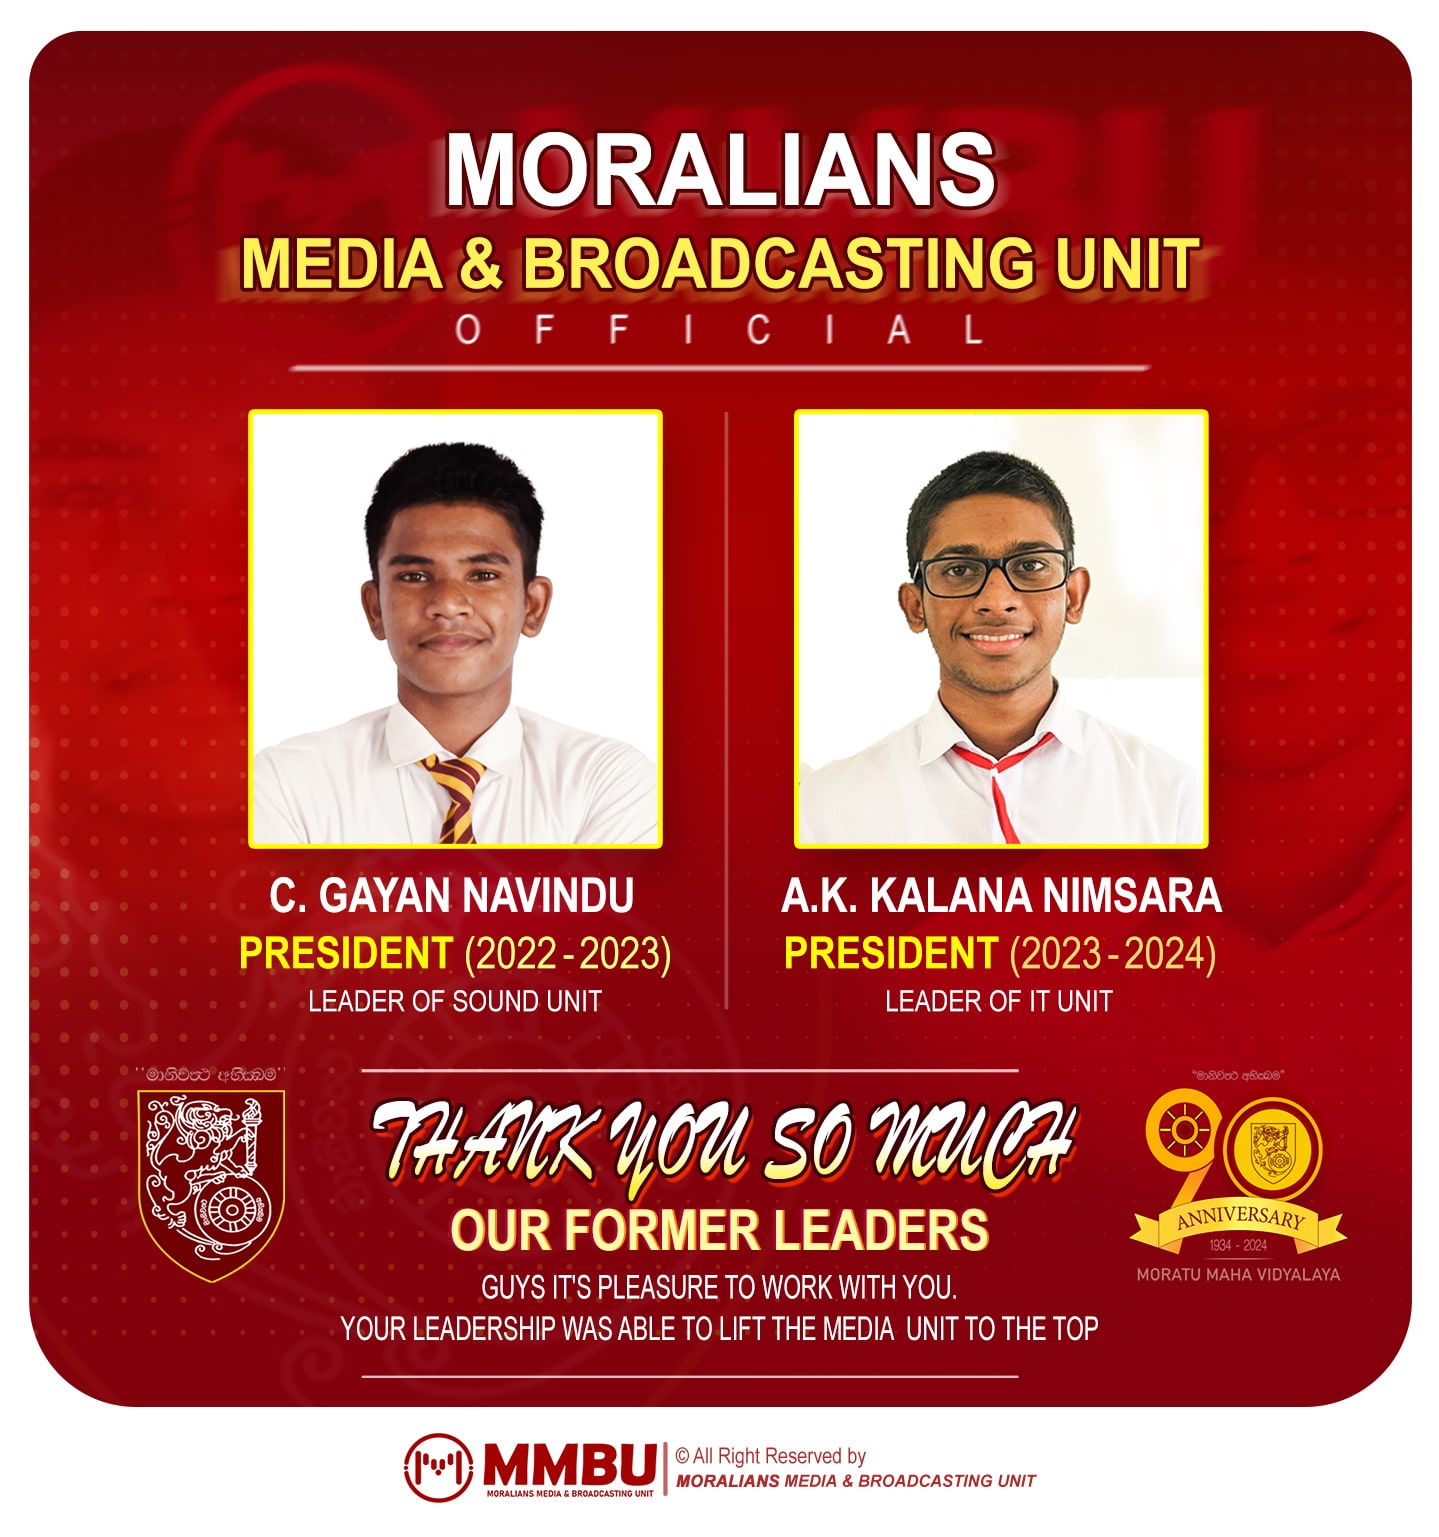 MORALIANS
MEDIA & BROADCASTING UNIT
OFFICIAL
C. GAYAN NAVINDU
PRESIDENT (2022 - 2023)
LEADER OF SOUND UNIT
A.K. KALANA NIMSARA
PRESIDENT (2023 - 2024)
LEADER OF IT UNIT
THANK YOU SO MUCH
OUR FORMER LEADERS
GUYS IT'S PLEASURE TO WORK WITH YOU.
YOUR LEADERSHIP WAS ABLE TO LIFT THE MEDIA UNIT TO THE TOP
90
ANNIVERSARY
1934 - 2024
MORATU MAHA VIDYALAYA
MMBU
MORALIANS MEDIA & BROADCASTING UNIT
© All Right Reserved by
MORALIANS MEDIA & BROADCASTING UNIT